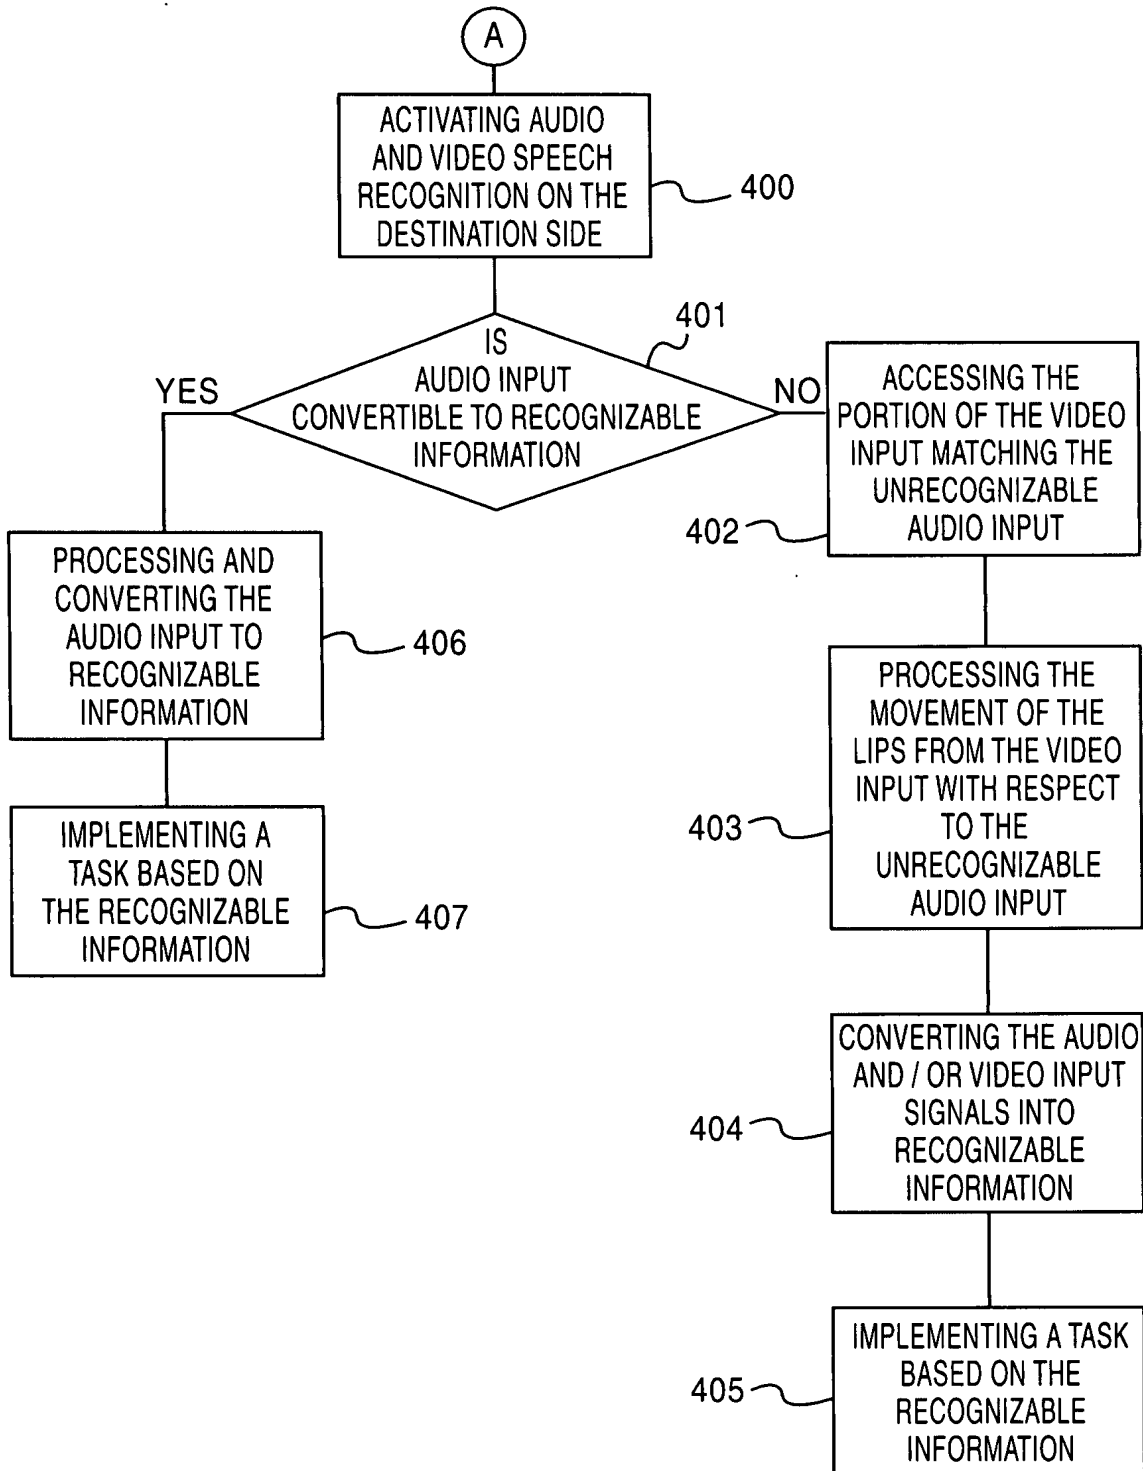 A
ACTIVATING AUDIO
AND VIDEO SPEECH
RECOGNITION ON THE
DESTINATION SIDE
400
401
IS
AUDIO INPUT
CONVERTIBLE TO RECOGNIZABLE
INFORMATION
YES
NO
ACCESSING THE
PORTION OF THE VIDEO
INPUT MATCHING THE
UNRECOGNIZABLE
AUDIO INPUT
402
PROCESSING AND
CONVERTING THE
AUDIO INPUT TO
RECOGNIZABLE
INFORMATION
406
PROCESSING THE
MOVEMENT OF THE
LIPS FROM THE VIDEO
INPUT WITH RESPECT
TO THE
UNRECOGNIZABLE
AUDIO INPUT
403
IMPLEMENTING A
TASK BASED ON
THE RECOGNIZABLE
INFORMATION
407
CONVERTING THE AUDIO
AND / OR VIDEO INPUT
SIGNALS INTO
RECOGNIZABLE
INFORMATION
404
IMPLEMENTING A TASK
BASED ON THE
RECOGNIZABLE
INFORMATION
405